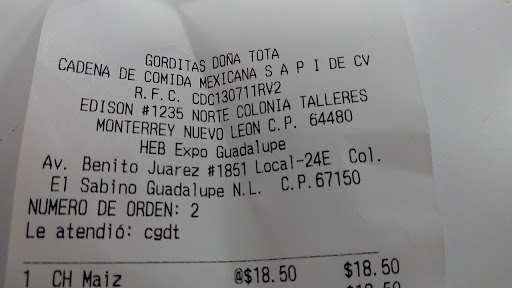 GORDITAS DOÑA TOTA
CADENA DE COMIDA MEXICANA S A P I DE CV
R.F.C. CDC130711RV2
EDISON #1235 NORTE COLONIA TALLERES
MONTERREY NUEVO LEON C.P. 64480
HEB Expo Guadalupe
Av. Benito Juarez #1851 Local-24E Col.
El Sabino Guadalupe N.L. C.P.67150
NUMERO DE ORDEN: 2
Le atendió: cgdt
1 CH Maiz @$18.50 $18.50